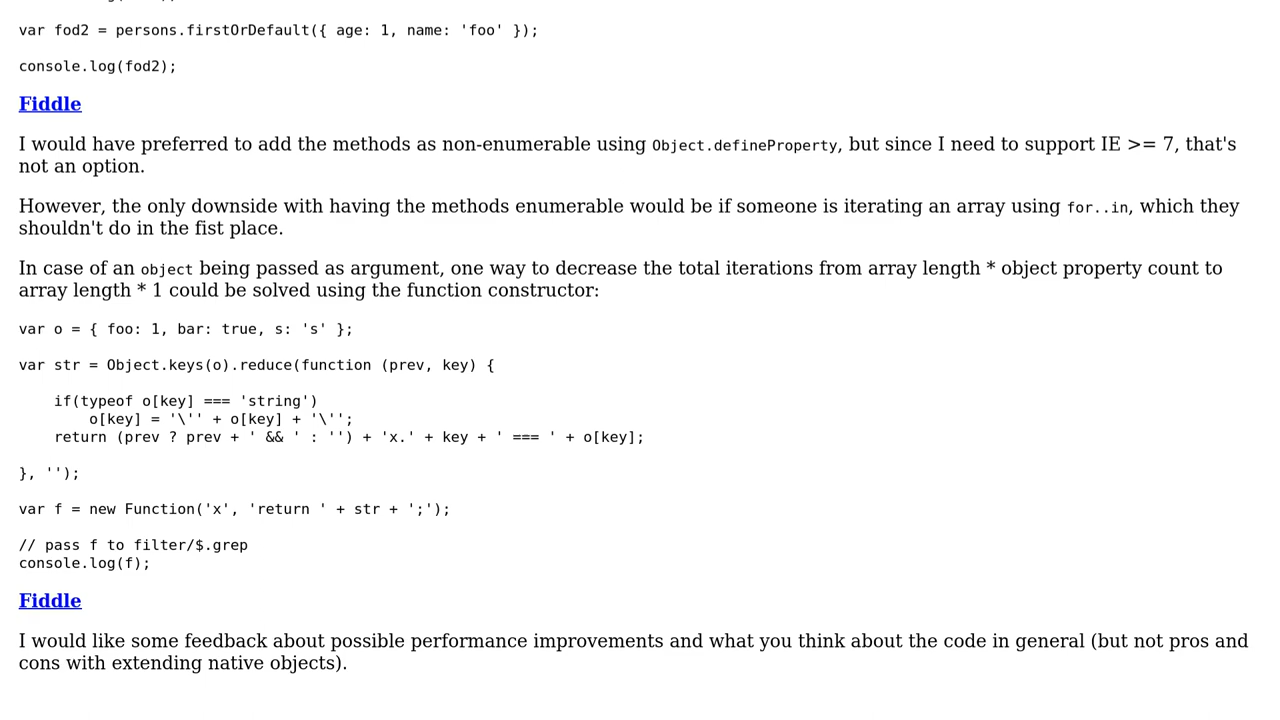 var fod2 = persons.firstOrDefault({ age: 1, name: 'foo' });
console.log(fod2);
Fiddle
I would have preferred to add the methods as non-enumerable using Object.defineProperty, but since I need to support IE >= 7, that's
not an option.
However, the only downside with having the methods enumerable would be if someone is iterating an array using for..in, which they
shouldn't do in the fist place.
In case of an object being passed as argument, one way to decrease the total iterations from array length * object property count to
array length * 1 could be solved using the function constructor:
var o = { foo: 1, bar: true, s: 's' };
var str = Object.keys(o).reduce(function (prev, key) {
    if(typeof o[key] === 'string')
        o[key] = '\'' + o[key] + '\'';
    return (prev ? prev + ' && ' : '') + 'x.' + key + ' === ' + o[key];
}, '');
var f = new Function('x', 'return ' + str + ';');
// pass f to filter/$.grep
console.log(f);
Fiddle
I would like some feedback about possible performance improvements and what you think about the code in general (but not pros and
cons with extending native objects).